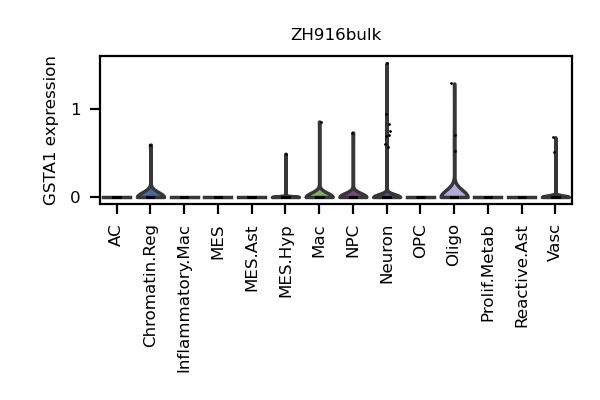 ZH916bulk
GSTA1 expression
1
0
AC
Chromatin.Reg
Inflammatory.Mac
MES
MES.Ast
MES.Hyp
Mac
NPC
Neuron
OPC
Oligo
Prolif.Metab
Reactive.Ast
Vasc